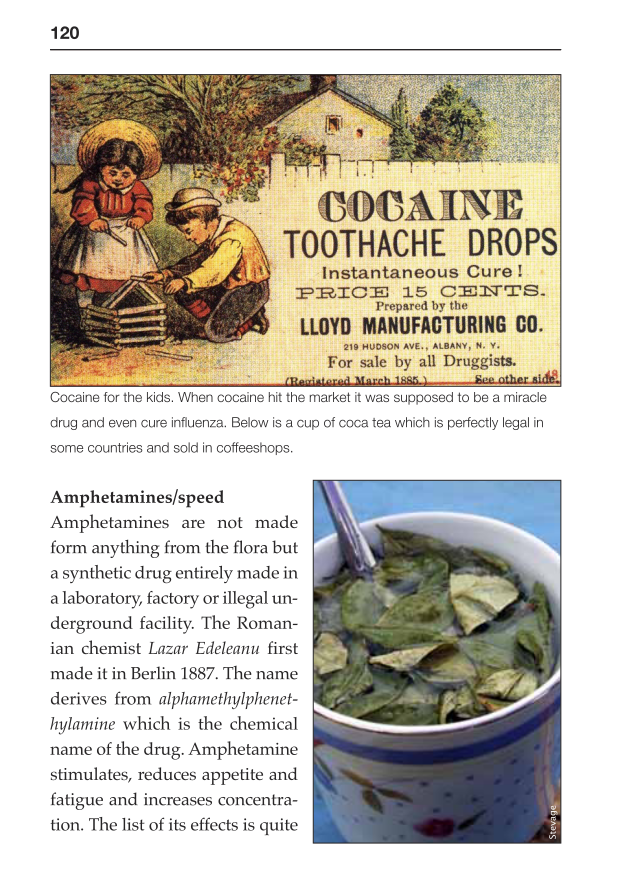 120
COCAINE
TOOTHACHE DROPS
Instantaneous Cure!
PRICE 15 CENTS.
Prepared by the
LLOYD MANUFACTURING CO.
219 HUDSON AVE., ALBANY, N. Y.
For sale by all Druggists.
(Registered March 1885.) See other side.
Cocaine for the kids. When cocaine hit the market it was supposed to be a miracle
drug and even cure influenza. Below is a cup of coca tea which is perfectly legal in
some countries and sold in coffeeshops.
Amphetamines/speed
Amphetamines are not made
form anything from the flora but
a synthetic drug entirely made in
a laboratory, factory or illegal un-
derground facility. The Roman-
ian chemist Lazar Edeleanu first
made it in Berlin 1887. The name
derives from alphamethylphenet-
hylamine which is the chemical
name of the drug. Amphetamine
stimulates, reduces appetite and
fatigue and increases concentra-
tion. The list of its effects is quite
Stevage